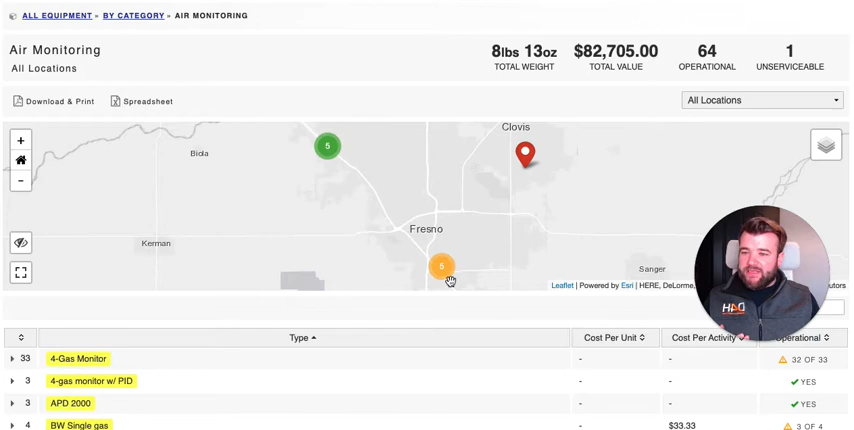 ALL EQUIPMENT » BY CATEGORY » AIR MONITORING
Air Monitoring
All Locations
8lbs 13oz
TOTAL WEIGHT
$82,705.00
TOTAL VALUE
64
OPERATIONAL
1
UNSERVICEABLE
Download & Print
Spreadsheet
All Locations
+
−
Clovis
5
Biola
Fresno
Kerman
5
Sanger
Leaflet | Powered by Esri | HERE, DeLorme,
Type
Cost Per Unit
Cost Per Activity
Operational
33 4-Gas Monitor - - 32 OF 33
3 4-gas monitor w/ PID - - YES
3 APD 2000 - - YES
4 BW Single gas - $33.33 3 OF 4